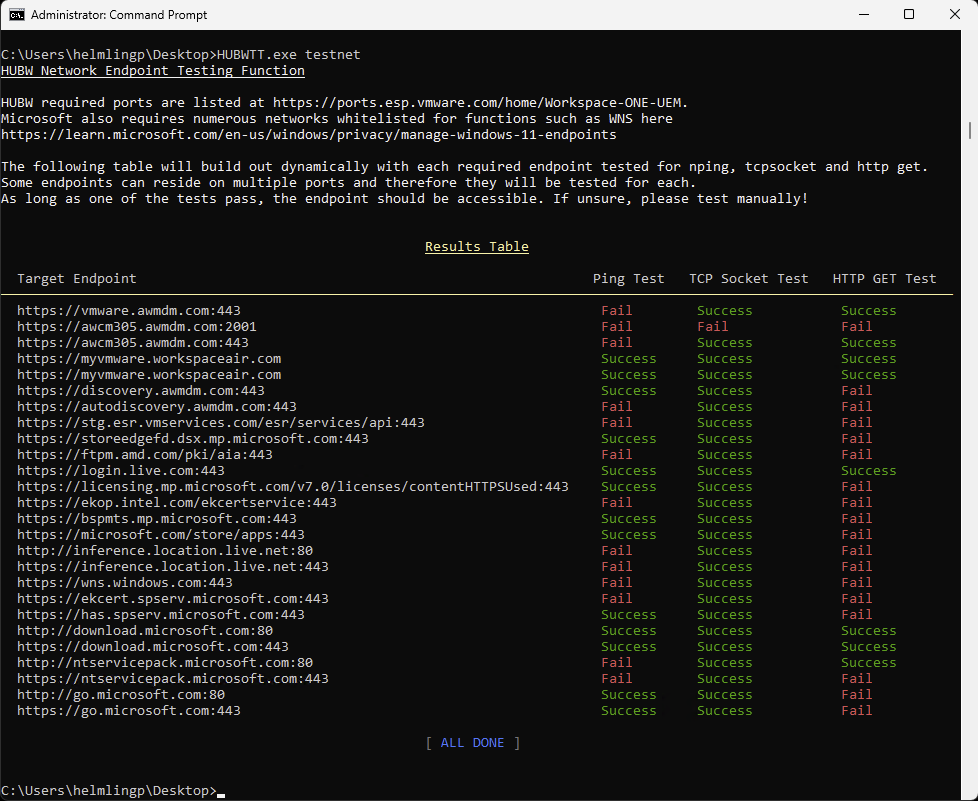 Administrator: Command Prompt
C:\Users\helmlingp\Desktop>HUBWTT.exe testnet
HUBW Network Endpoint Testing Function
HUBW required ports are listed at https://ports.esp.vmware.com/home/Workspace-ONE-UEM.
Microsoft also requires numerous networks whitelisted for functions such as WNS here
https://learn.microsoft.com/en-us/windows/privacy/manage-windows-11-endpoints
The following table will build out dynamically with each required endpoint tested for nping, tcpsocket and http get.
Some endpoints can reside on multiple ports and therefore they will be tested for each.
As long as one of the tests pass, the endpoint should be accessible. If unsure, please test manually!
Results Table
Target Endpoint Ping Test TCP Socket Test HTTP GET Test
https://vmware.awmdm.com:443 Fail Success Success
https://awcm305.awmdm.com:2001 Fail Fail Fail
https://awcm305.awmdm.com:443 Fail Success Success
https://myvmware.workspaceair.com Success Success Success
https://myvmware.workspaceair.com Success Success Success
https://discovery.awmdm.com:443 Success Success Fail
https://autodiscovery.awmdm.com:443 Fail Success Fail
https://stg.esr.vmservices.com/esr/services/api:443 Fail Success Fail
https://storeedgefd.dsx.mp.microsoft.com:443 Success Success Fail
https://ftpm.amd.com/pki/aia:443 Fail Success Fail
https://login.live.com:443 Success Success Success
https://licensing.mp.microsoft.com/v7.0/licenses/contentHTTPSUsed:443 Success Success Fail
https://ekop.intel.com/ekcertservice:443 Fail Success Fail
https://bspmts.mp.microsoft.com:443 Success Success Fail
https://microsoft.com/store/apps:443 Success Success Fail
http://inference.location.live.net:80 Fail Success Fail
https://inference.location.live.net:443 Fail Success Fail
https://wns.windows.com:443 Fail Success Fail
https://ekcert.spserv.microsoft.com:443 Fail Success Fail
https://has.spserv.microsoft.com:443 Success Success Fail
http://download.microsoft.com:80 Success Success Success
https://download.microsoft.com:443 Success Success Success
http://ntservicepack.microsoft.com:80 Fail Success Success
https://ntservicepack.microsoft.com:443 Fail Success Fail
http://go.microsoft.com:80 Success Success Fail
https://go.microsoft.com:443 Success Success Fail
[ ALL DONE ]
C:\Users\helmlingp\Desktop>